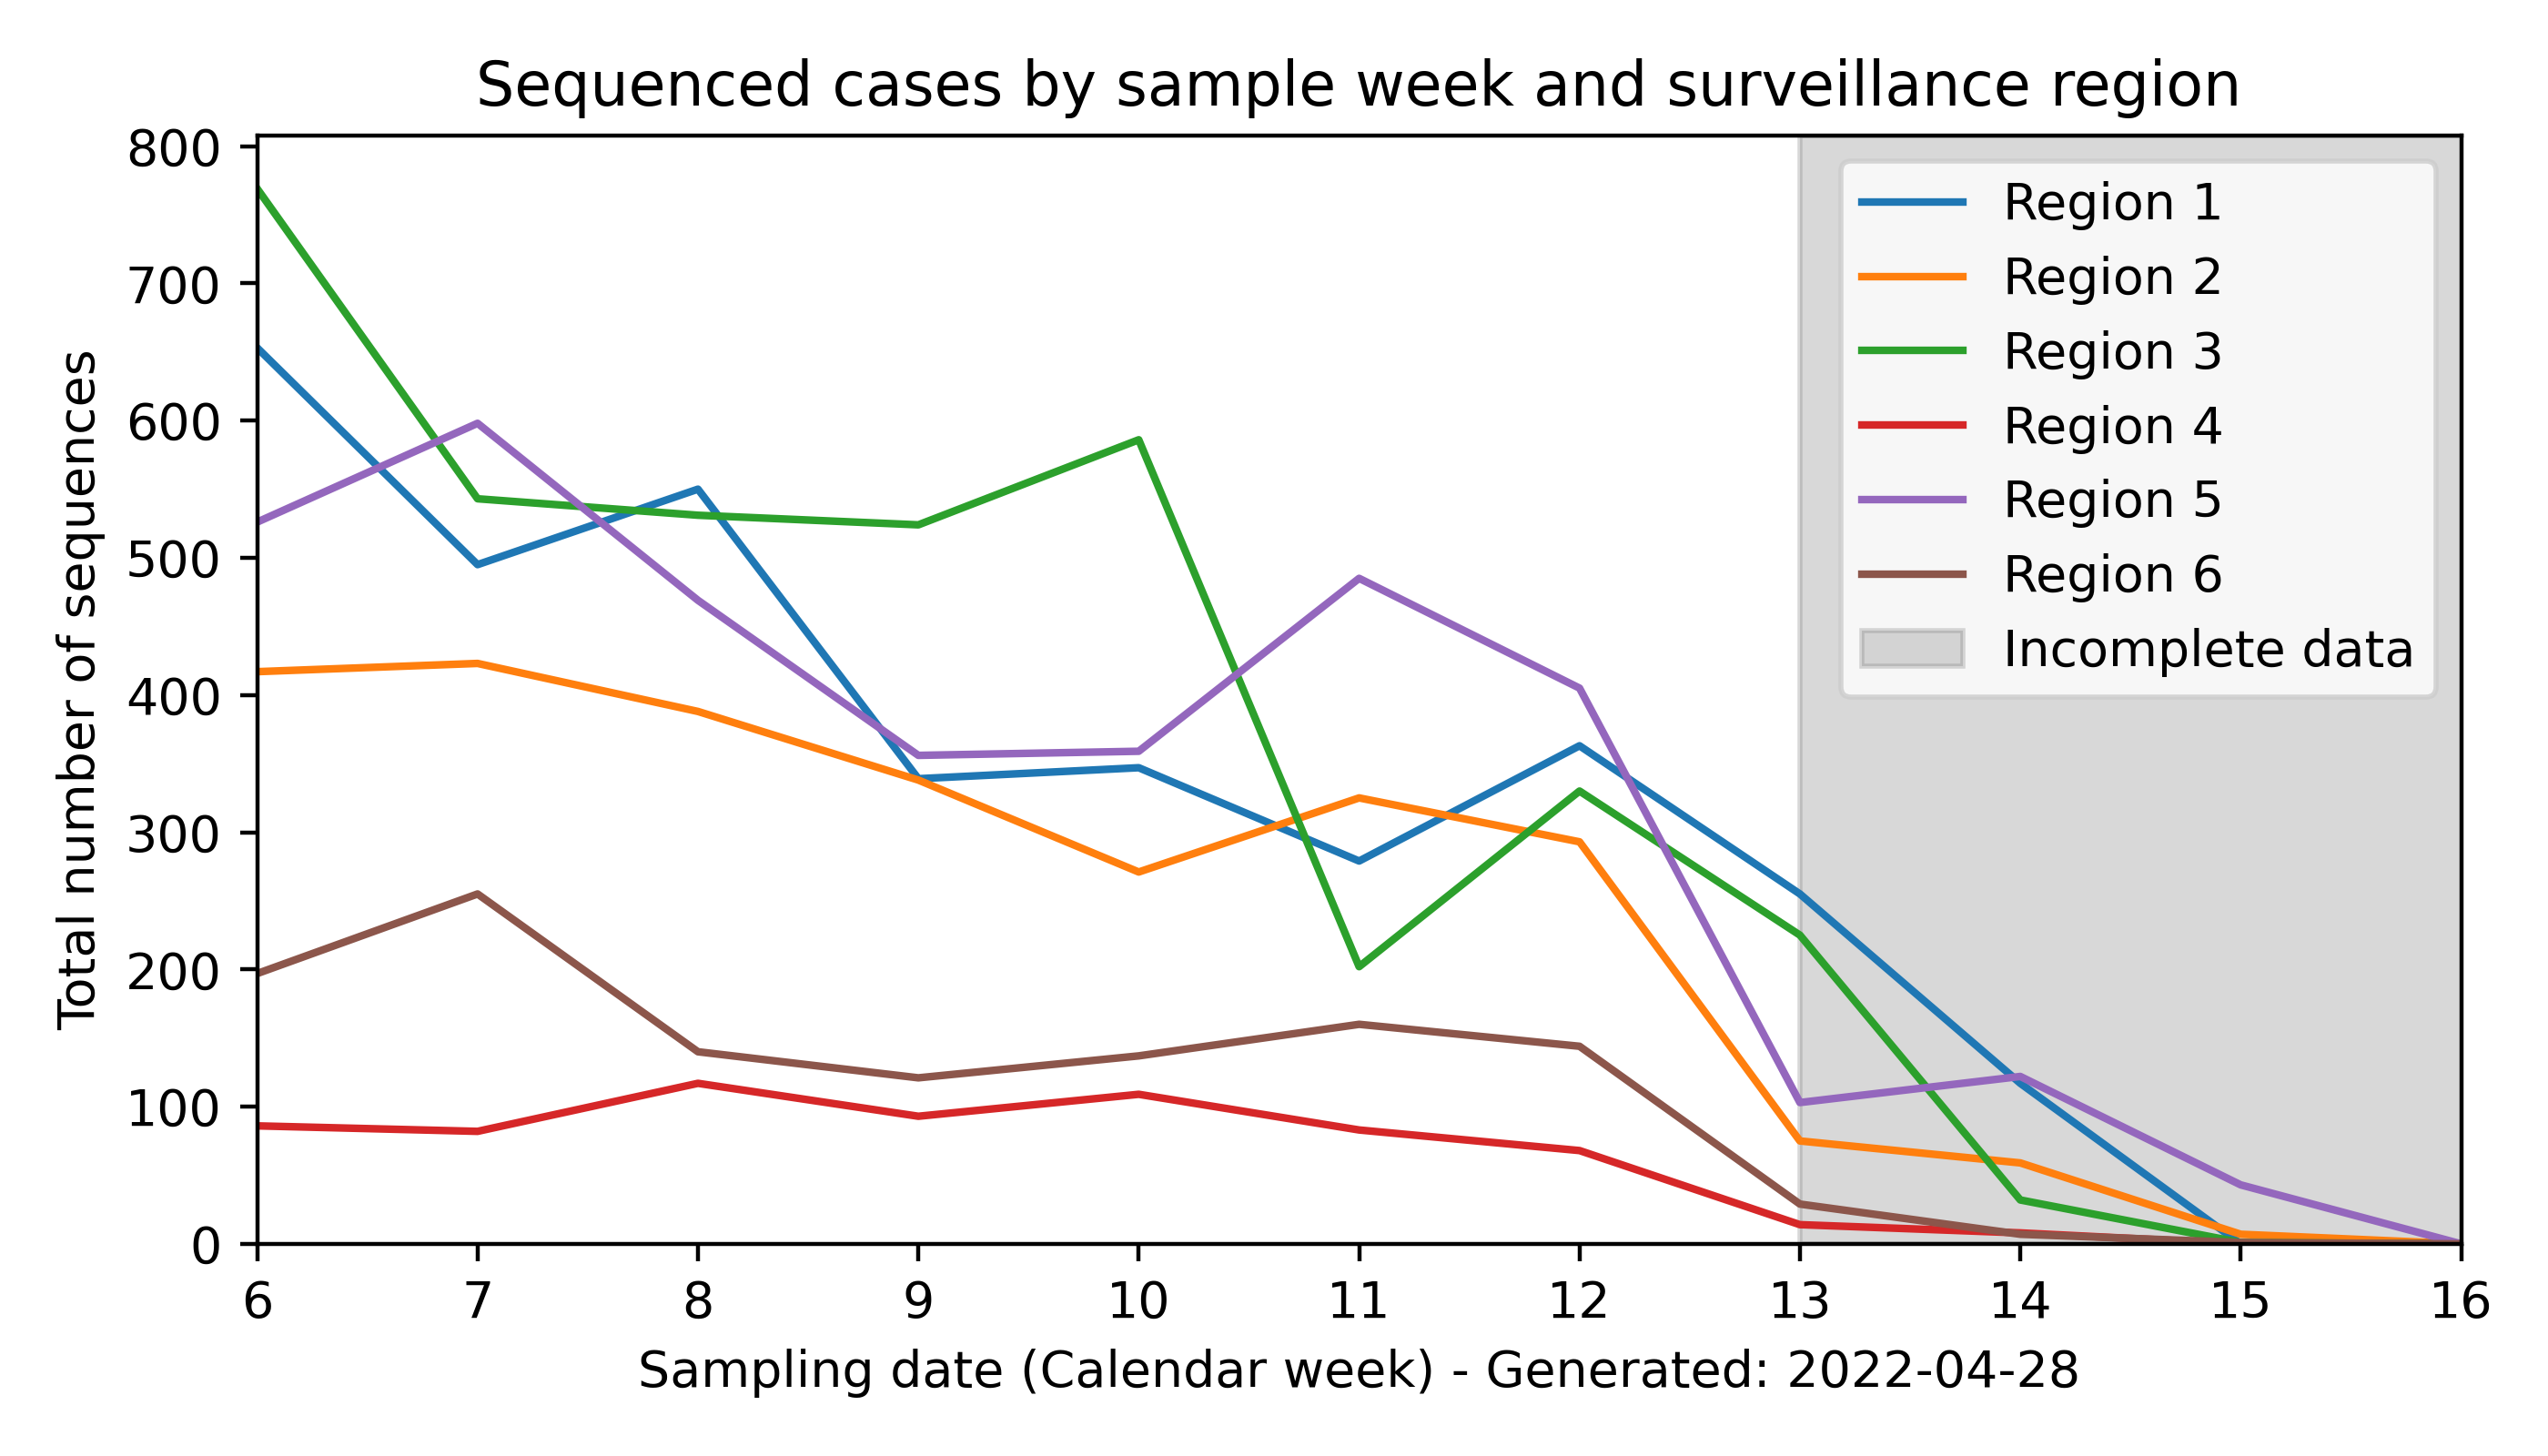 Sequenced cases by sample week and surveillance region
800
700
600
500
400
300
200
100
0
Total number of sequences
Region 1
Region 2
Region 3
Region 4
Region 5
Region 6
Incomplete data
6 7 8 9 10 11 12 13 14 15 16
Sampling date (Calendar week) - Generated: 2022-04-28